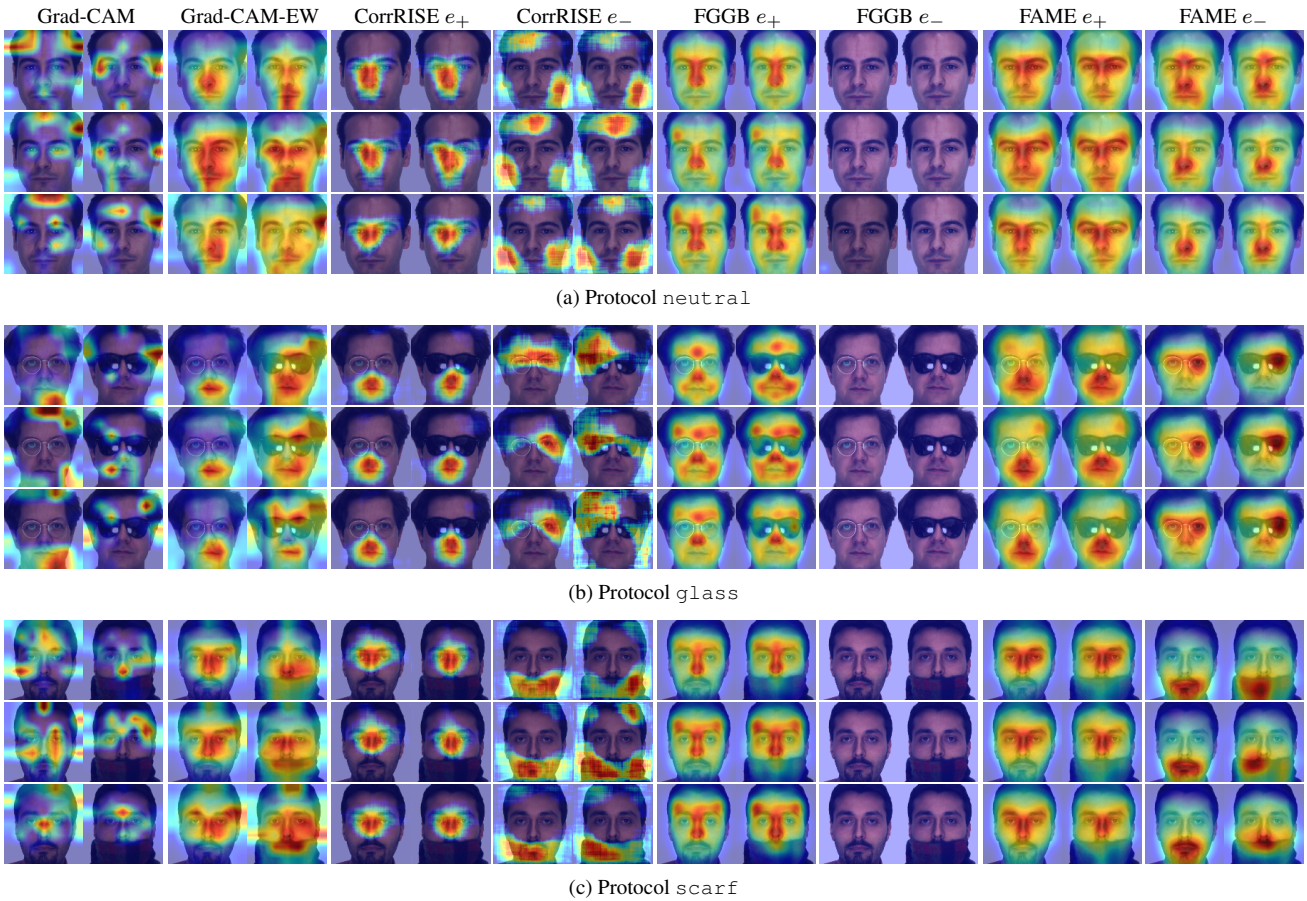 Grad-CAM Grad-CAM-EW CorrRISE e+ CorrRISE e− FGGB e+ FGGB e− FAME e+ FAME e−
(a) Protocol neutral
(b) Protocol glass
(c) Protocol scarf